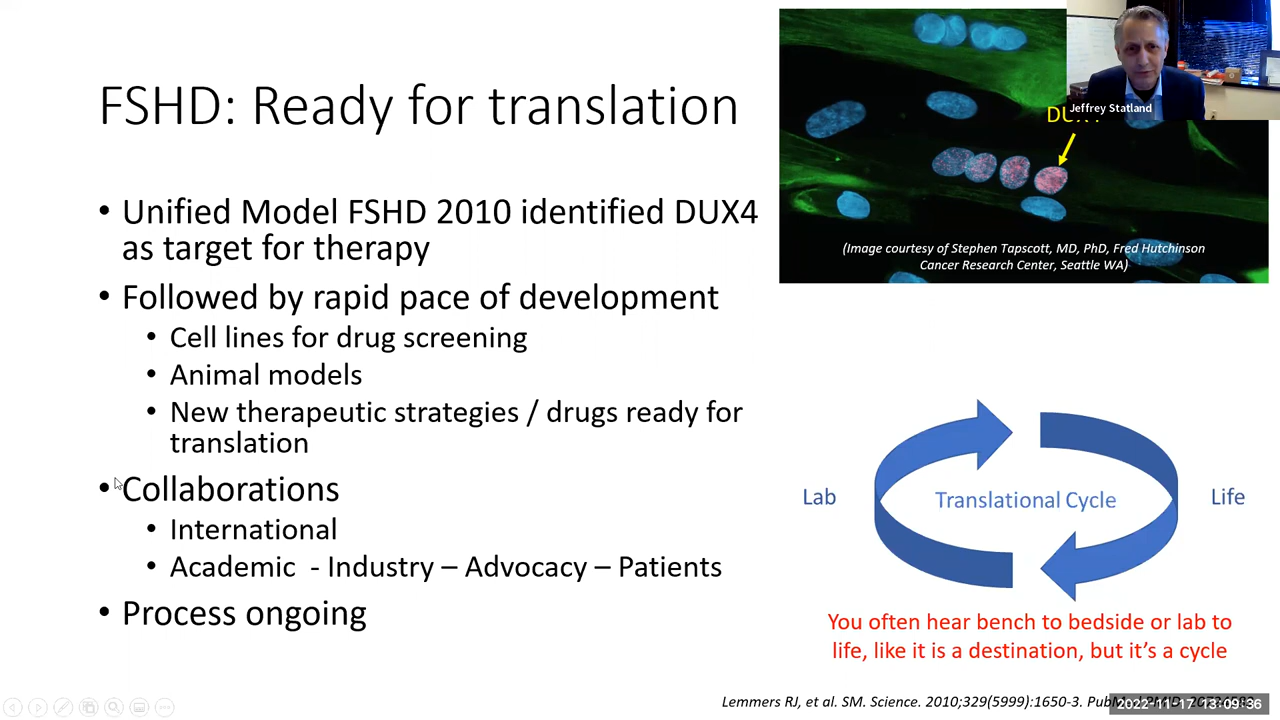 FSHD: Ready for translation
• Unified Model FSHD 2010 identified DUX4
as target for therapy
• Followed by rapid pace of development
• Cell lines for drug screening
• Animal models
• New therapeutic strategies / drugs ready for
translation
• Collaborations
• International
• Academic - Industry – Advocacy – Patients
• Process ongoing
Jeffrey Statland
(Image courtesy of Stephen Tapscott, MD, PhD, Fred Hutchinson
Cancer Research Center, Seattle WA)
Lab
Translational Cycle
Life
You often hear bench to bedside or lab to
life, like it is a destination, but it's a cycle
Lemmers RJ, et al. SM. Science. 2010;329(5999):1650-3.
2022-11-17 13:09:36